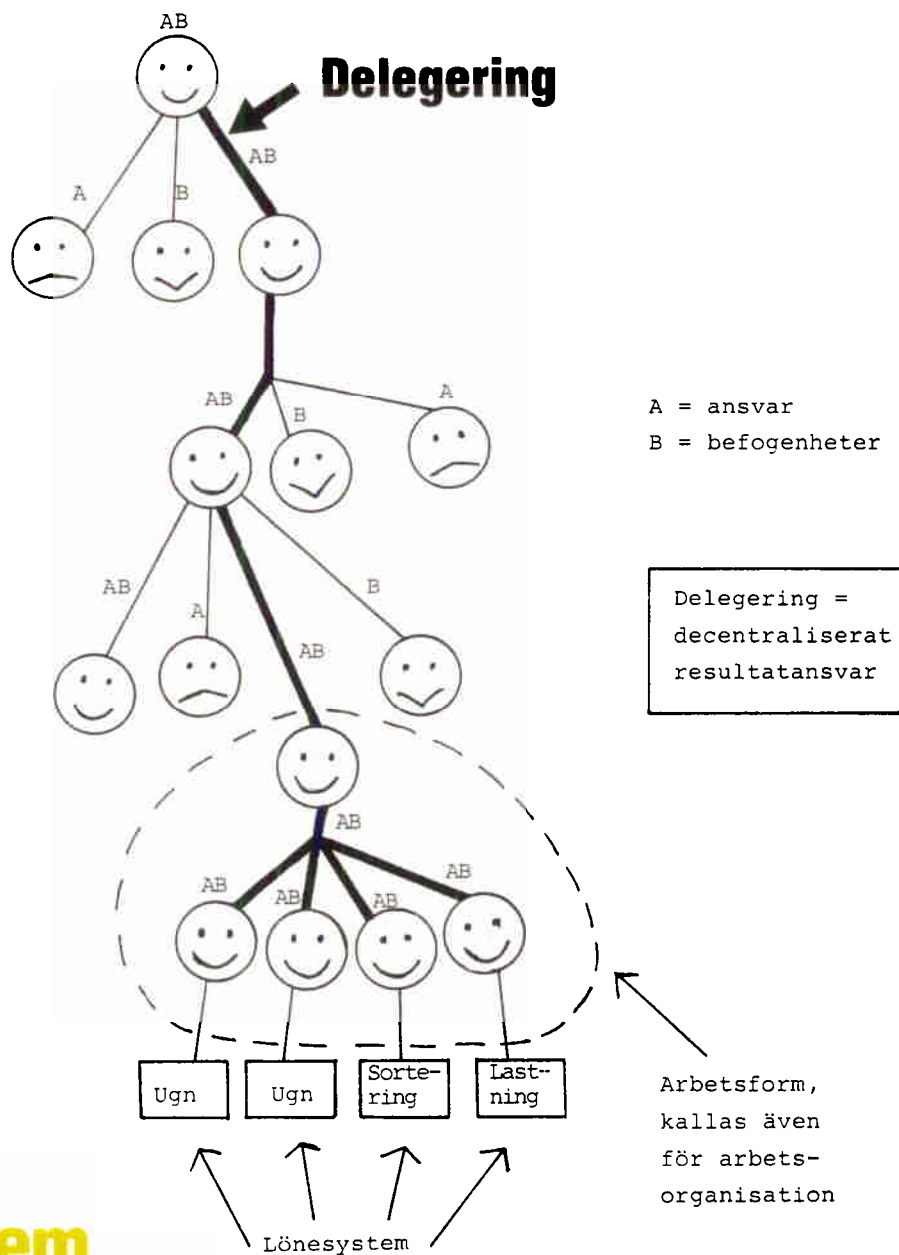 AB
Delegering
AB
A
B
AB
B
A
A = ansvar
B = befogenheter
AB
A
B
AB
Delegering =
decentraliserat
resultatansvar
AB
AB
AB
AB
AB
Ugn
Ugn
Sorte-
ring
Last-
ning
Arbetsform,
kallas även
för arbets-
organisation
Lönesystem
em